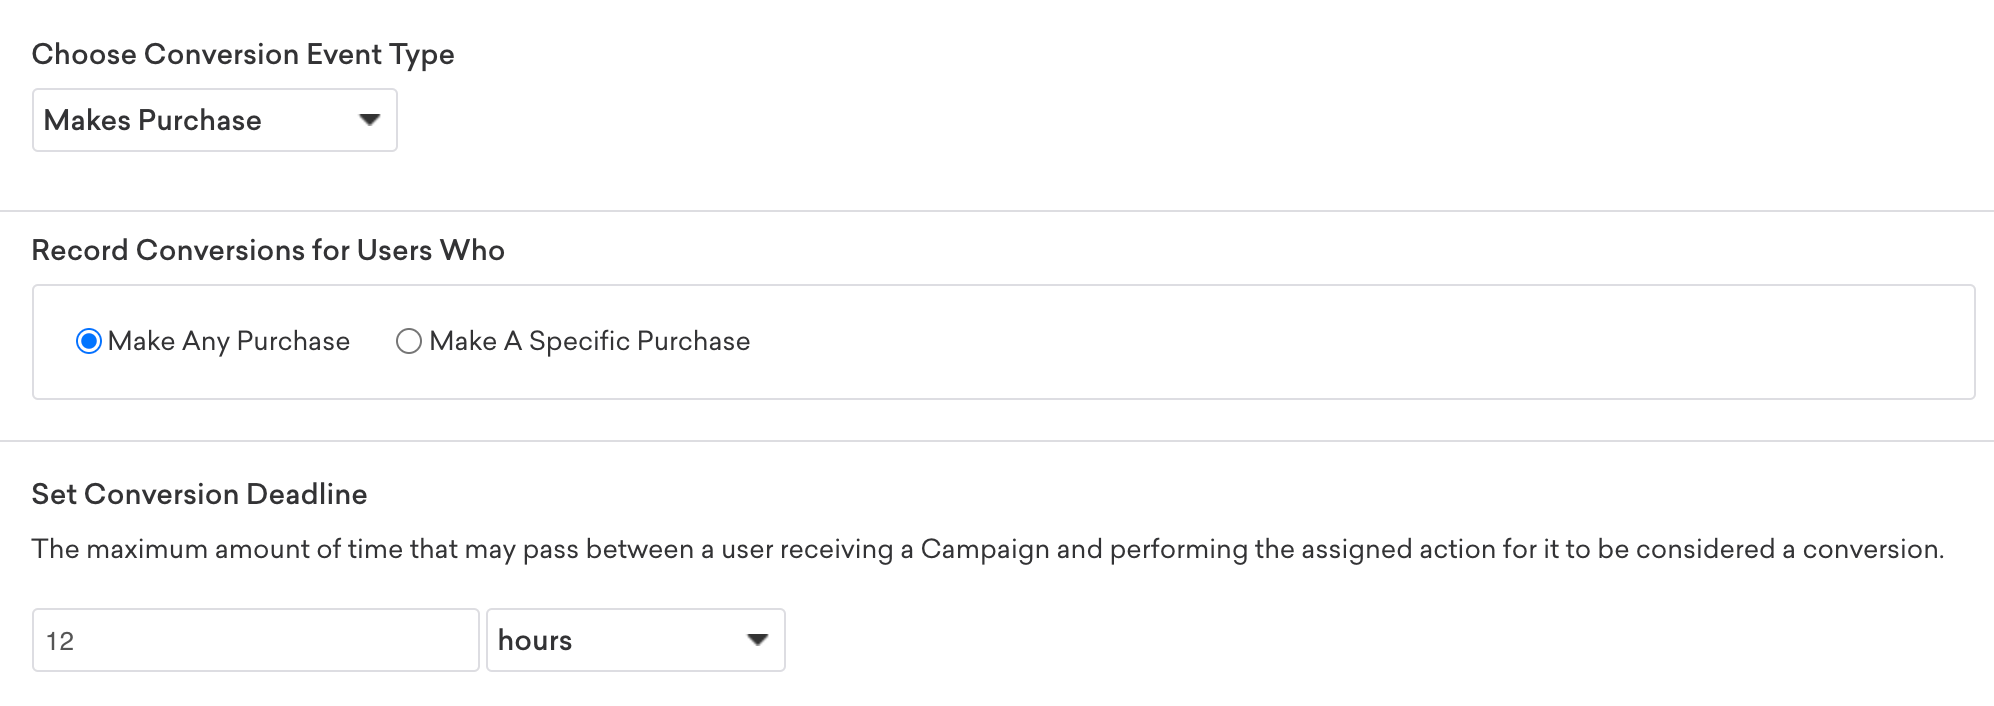 Choose Conversion Event Type
Makes Purchase
Record Conversions for Users Who
Make Any Purchase Make A Specific Purchase
Set Conversion Deadline
The maximum amount of time that may pass between a user receiving a Campaign and performing the assigned action for it to be considered a conversion.
12 hours